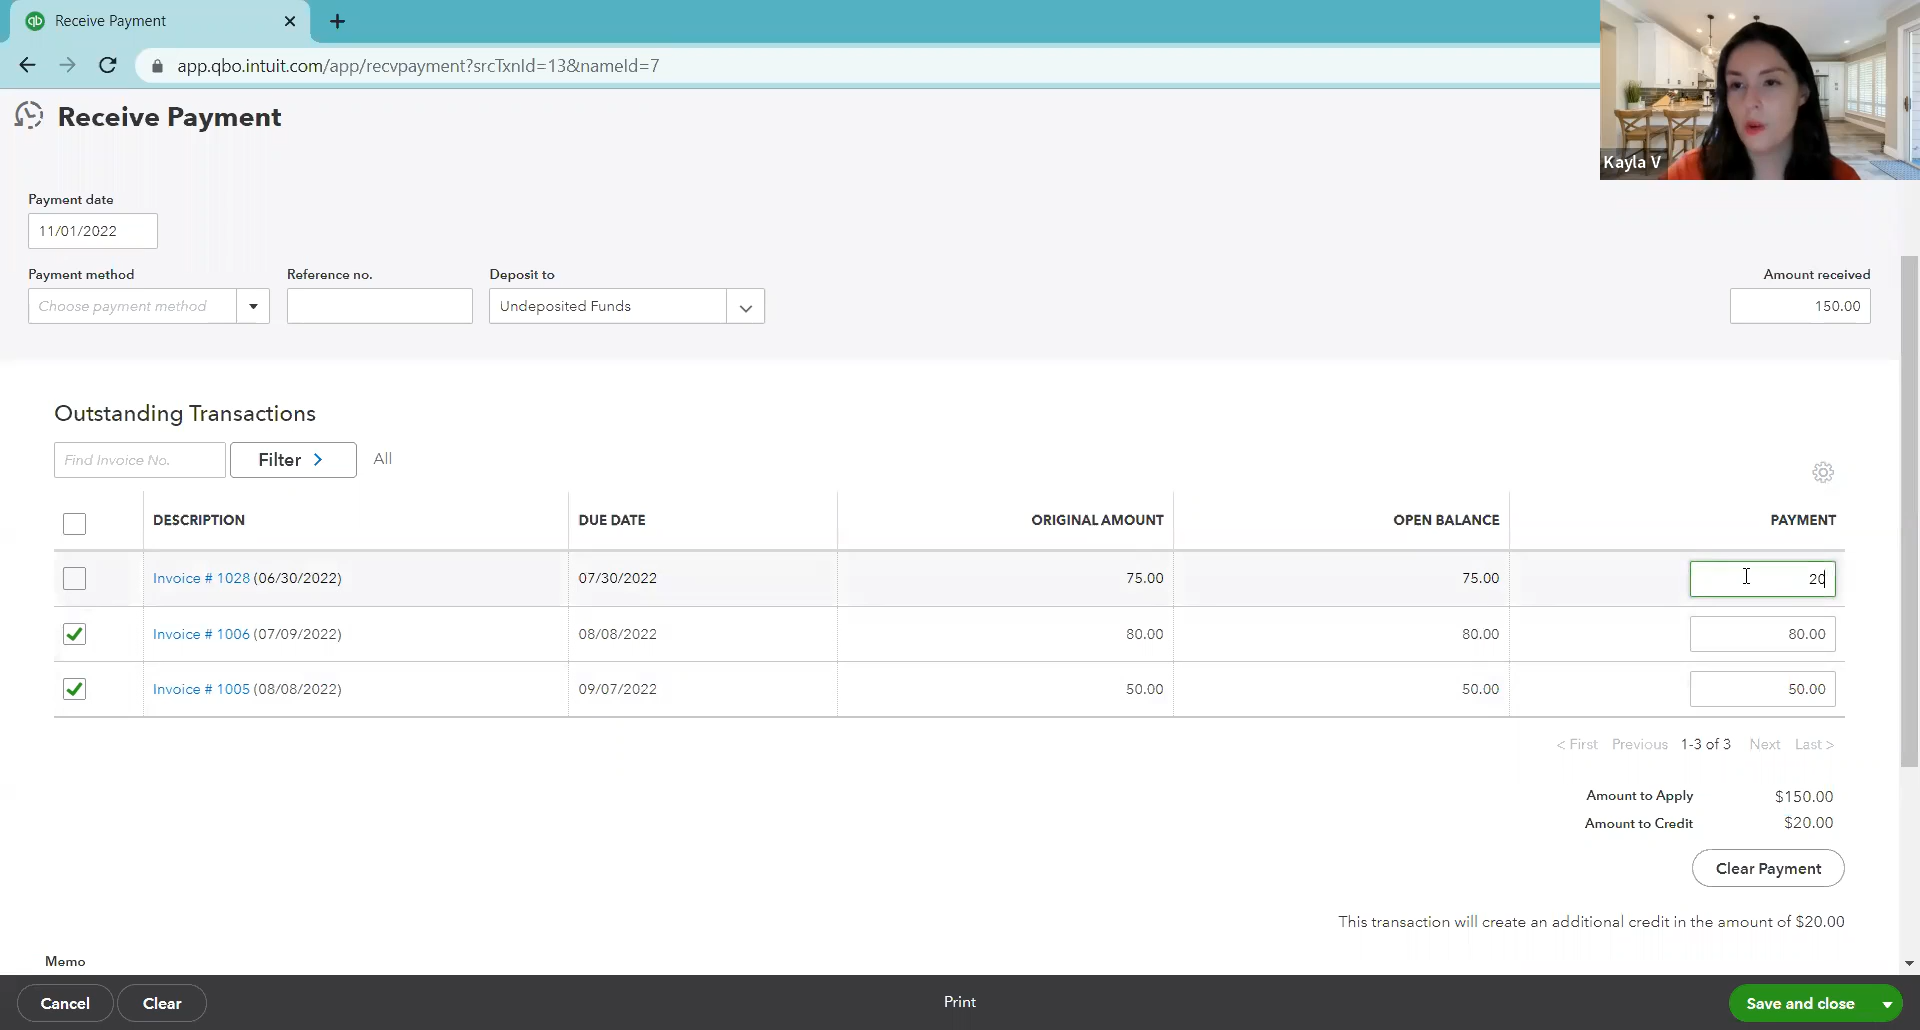 Receive Payment
app.qbo.intuit.com/app/recvpayment?srcTxnId=13&nameId=7
Kayla V
Receive Payment
Payment date
11/01/2022
Payment method
Reference no.
Deposit to
Amount received
Choose payment method
Undeposited Funds
150.00
Outstanding Transactions
Find Invoice No.
Filter >
All
DESCRIPTION
DUE DATE
ORIGINAL AMOUNT
OPEN BALANCE
PAYMENT
Invoice # 1028 (06/30/2022)
07/30/2022
75.00
75.00
20
Invoice # 1006 (07/09/2022)
08/08/2022
80.00
80.00
80.00
Invoice # 1005 (08/08/2022)
09/07/2022
50.00
50.00
50.00
< First Previous 1-3 of 3 Next Last >
Amount to Apply $150.00
Amount to Credit $20.00
Clear Payment
This transaction will create an additional credit in the amount of $20.00
Memo
Cancel
Clear
Print
Save and close